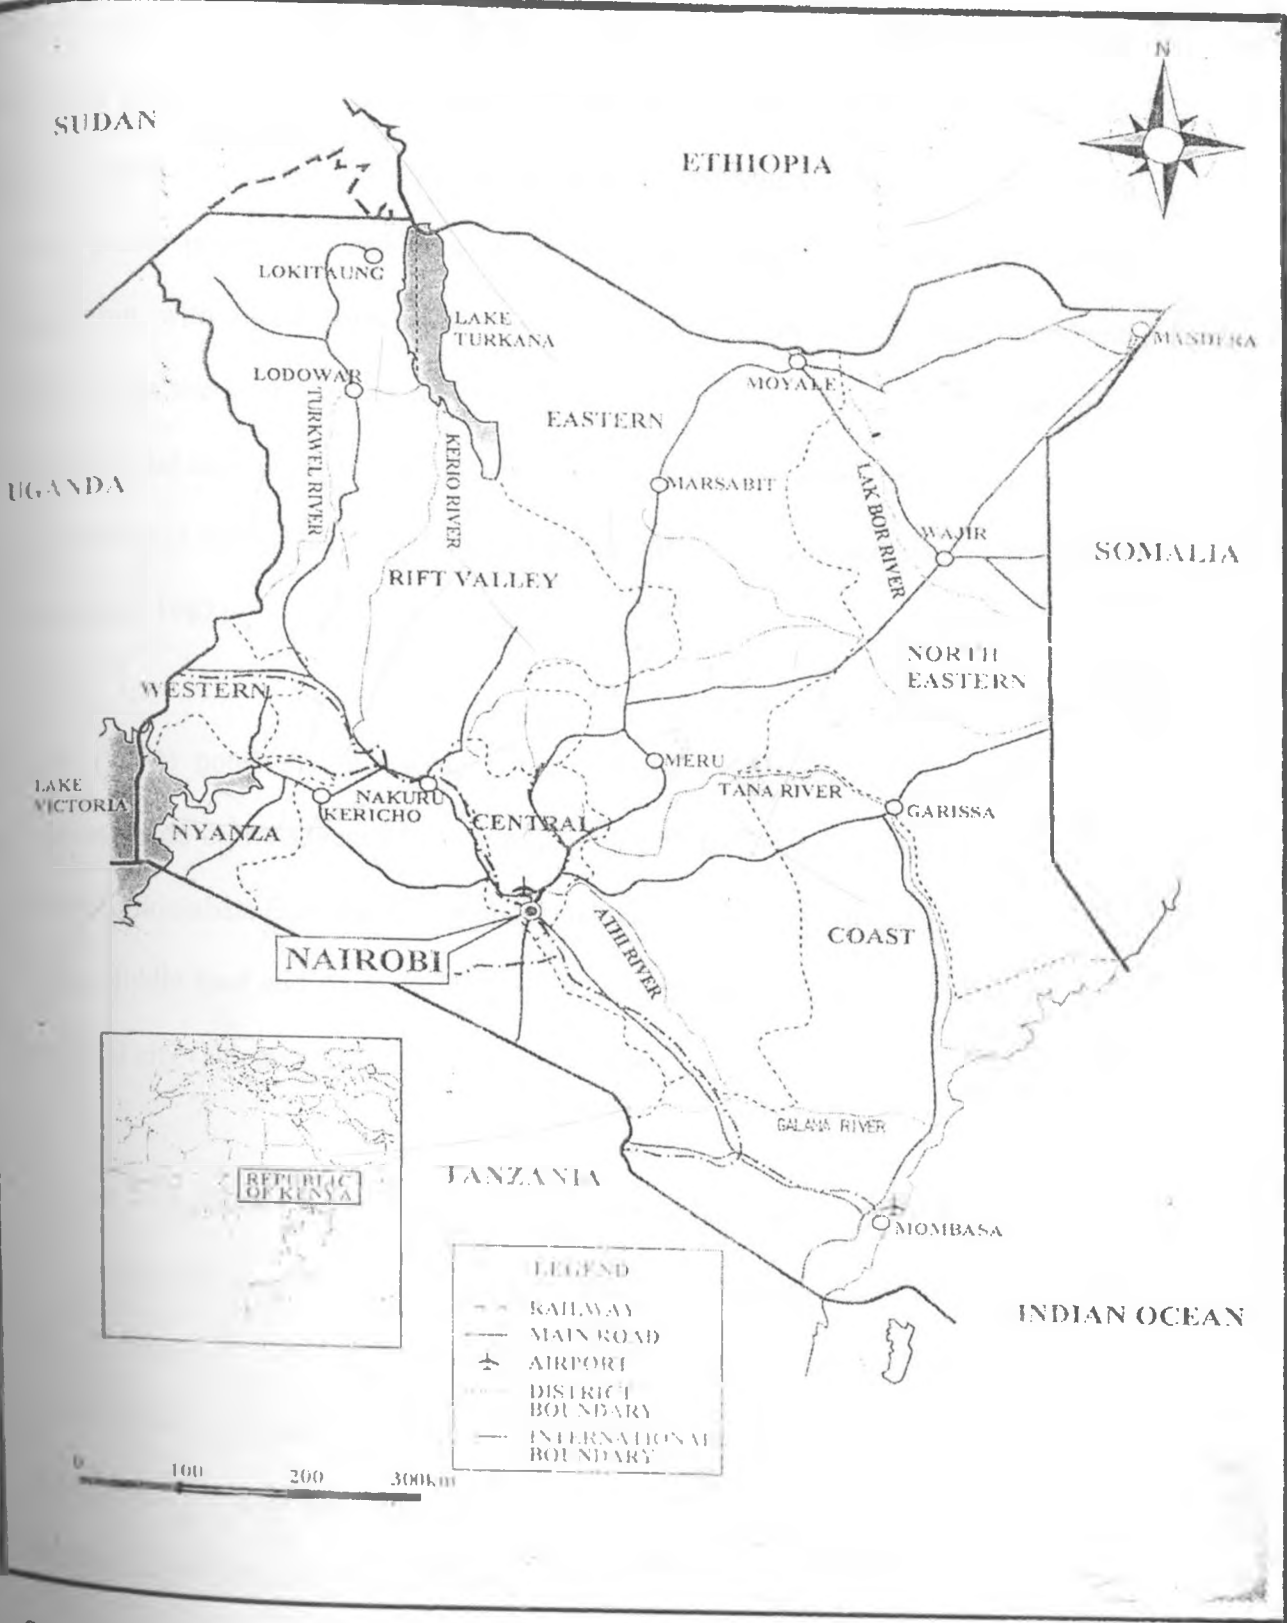 N
SUDAN
ETHIOPIA
LOKITAUNG
LAKE
TURKANA
MANDERA
MOYALE
LODOWAR
EASTERN
TURKWEL RIVER
KERIO RIVER
UGANDA
MARSABIT
LAK BOR RIVER
WAJIR
SOMALIA
RIFT VALLEY
NORTH
EASTERN
WESTERN
MERU
LAKE
VICTORIA
NAKURU
KERICHO
TANA RIVER
GARISSA
NYANZA
CENTRAL
ATHI RIVER
COAST
NAIROBI
GALANA RIVER
REPUBLIC
OF KENYA
TANZANIA
MOMBASA
INDIAN OCEAN
LEGEND
RAILWAY
MAIN ROAD
AIRPORT
DISTRICT
BOUNDARY
INTERNATIONAL
BOUNDARY
0 100 200 300km